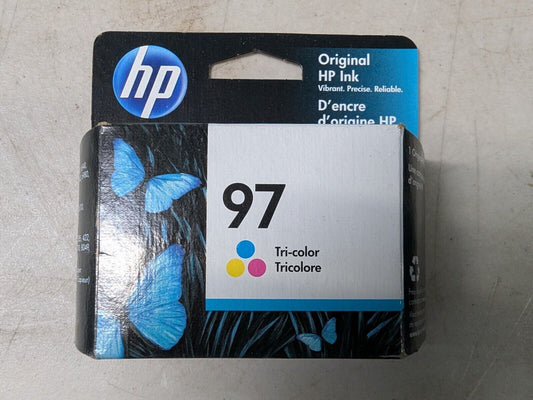 hp
Original
HP Ink
Vibrant. Precise. Reliable.
D'encre
d'origine HP
97
Tri-color
Tricolore